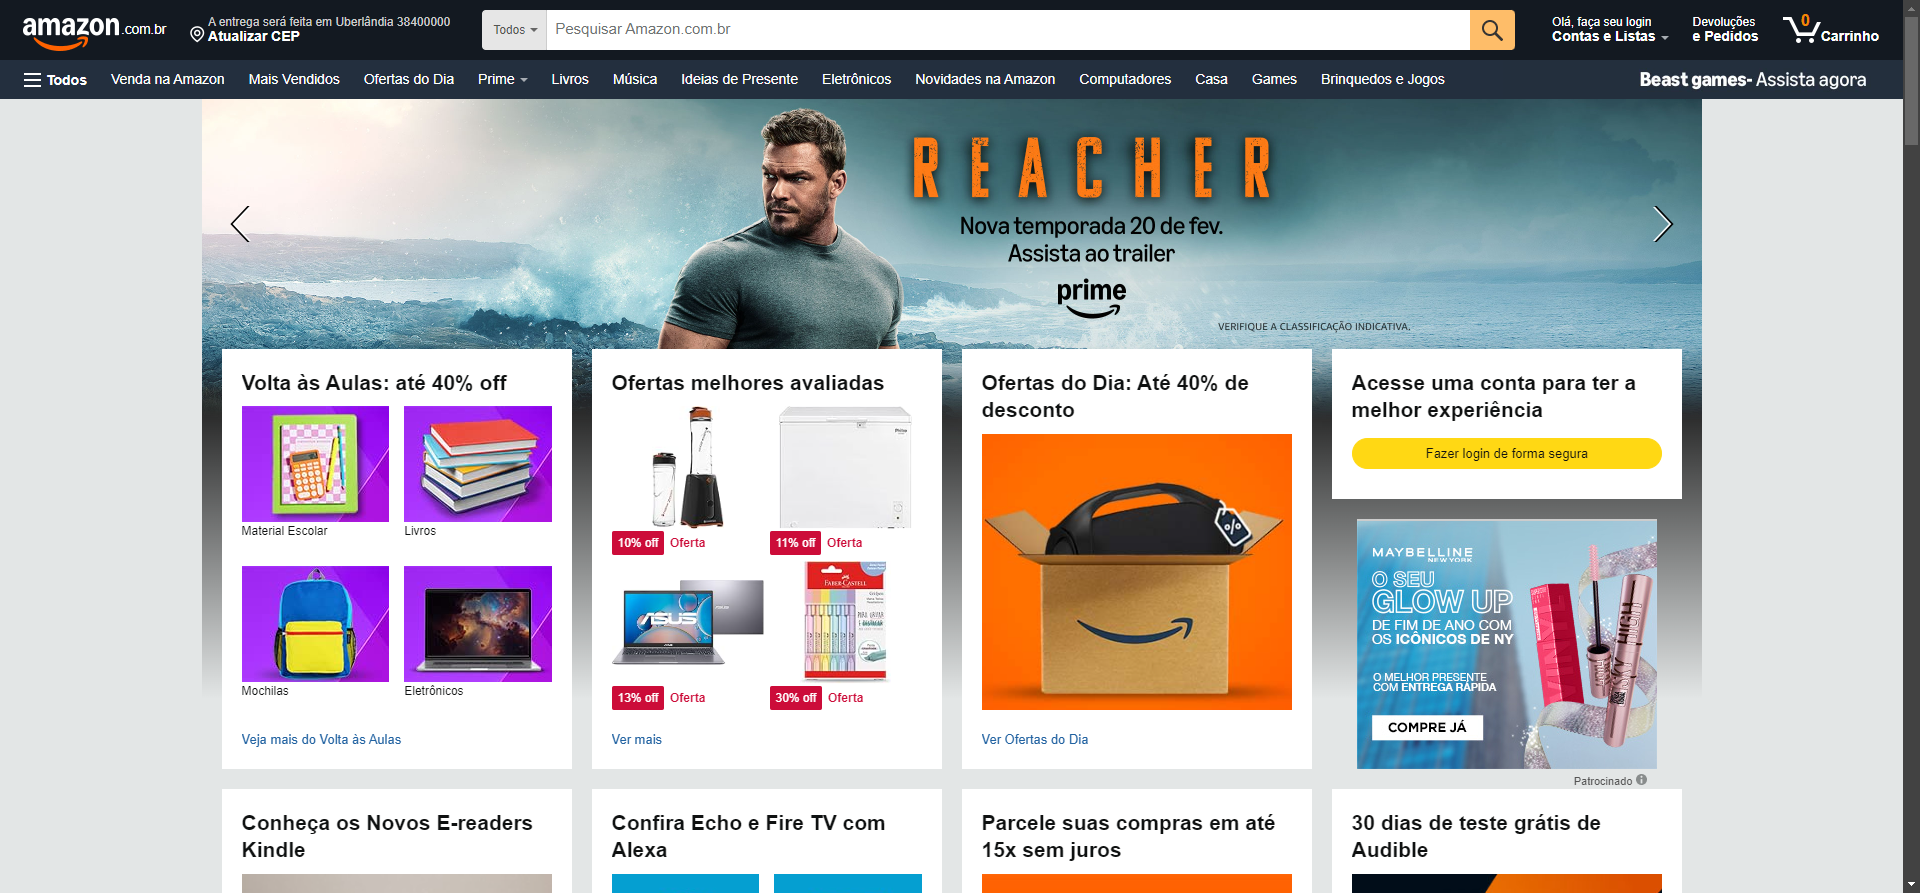 amazon.com.br
A entrega será feita em Uberlândia 38400000
Atualizar CEP
Todos
Pesquisar Amazon.com.br
Olá, faça seu login
Contas e Listas
Devoluções
e Pedidos
0
Carrinho
Todos
Venda na Amazon
Mais Vendidos
Ofertas do Dia
Prime
Livros
Música
Ideias de Presente
Eletrônicos
Novidades na Amazon
Computadores
Casa
Games
Brinquedos e Jogos
Beast games- Assista agora
REACHER
Nova temporada 20 de fev.
Assista ao trailer
prime
VERIFIQUE A CLASSIFICAÇÃO INDICATIVA.
Volta às Aulas: até 40% off
Material Escolar
Livros
Mochilas
Eletrônicos
Veja mais do Volta às Aulas
Ofertas melhores avaliadas
10% off Oferta
11% off Oferta
ASUS
FABER-CASTELL
13% off Oferta
30% off Oferta
Ver mais
Ofertas do Dia: Até 40% de
desconto
%
Ver Ofertas do Dia
Acesse uma conta para ter a
melhor experiência
Fazer login de forma segura
MAYBELLINE
NEW YORK
O SEU
GLOW UP
DE FIM DE ANO COM
OS ICÔNICOS DE NY
O MELHOR PRESENTE
COM ENTREGA RÁPIDA
COMPRE JÁ
VINYL
SKY HIGH
Patrocinado
Conheça os Novos E-readers
Kindle
Confira Echo e Fire TV com
Alexa
Parcele suas compras em até
15x sem juros
30 dias de teste grátis de
Audible